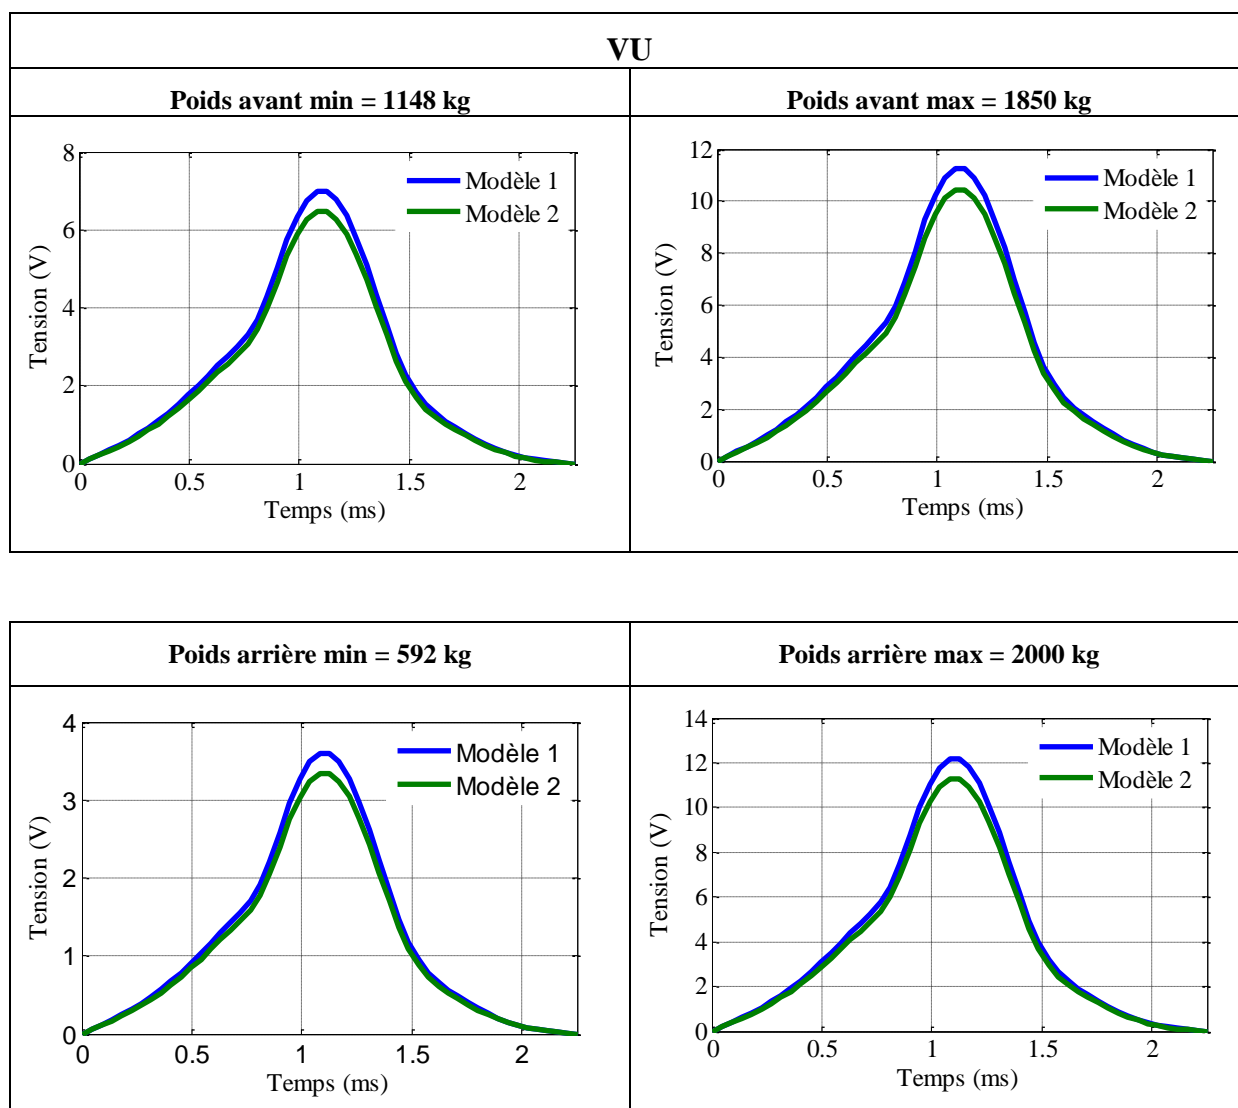 VU
Poids avant min = 1148 kg
Poids avant max = 1850 kg
8
6
4
2
0
Tension (V)
Modèle 1
Modèle 2
0 0.5 1 1.5 2
Temps (ms)
12
10
8
6
4
2
0
Tension (V)
Modèle 1
Modèle 2
0 0.5 1 1.5 2
Temps (ms)
Poids arrière min = 592 kg
Poids arrière max = 2000 kg
4
3
2
1
0
Tension (V)
Modèle 1
Modèle 2
0 0.5 1 1.5 2
Temps (ms)
14
12
10
8
6
4
2
0
Tension (V)
Modèle 1
Modèle 2
0 0.5 1 1.5 2
Temps (ms)